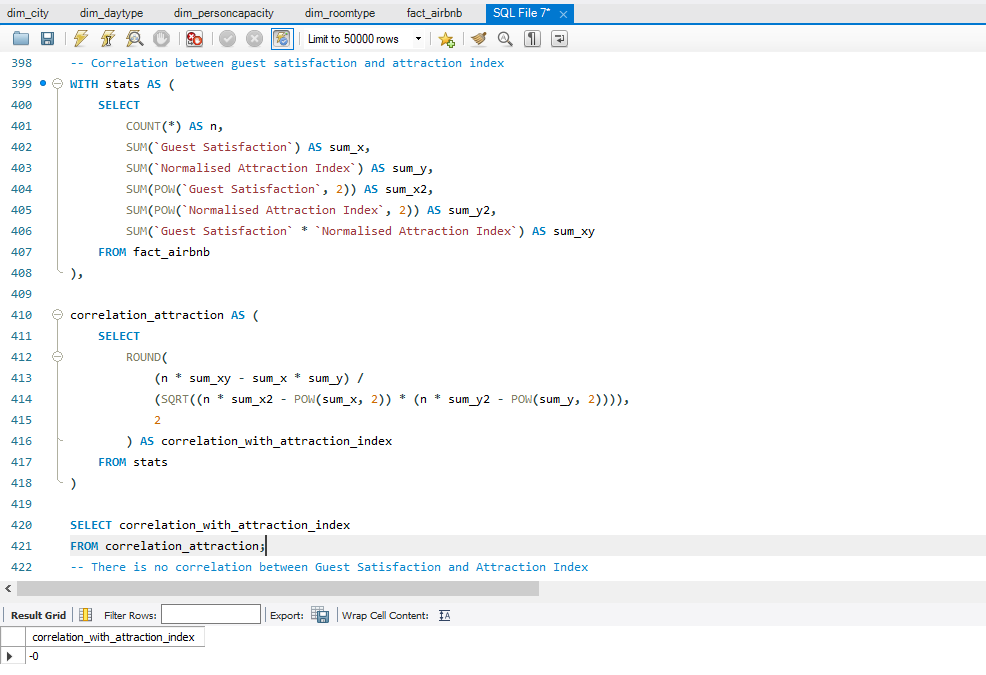 dim_city dim_daytype dim_personcapacity dim_roomtype fact_airbnb SQL File 7*
Limit to 50000 rows
398 -- Correlation between guest satisfaction and attraction index
399 WITH stats AS (
400 SELECT
401 COUNT(*) AS n,
402 SUM(`Guest Satisfaction`) AS sum_x,
403 SUM(`Normalised Attraction Index`) AS sum_y,
404 SUM(POW(`Guest Satisfaction`, 2)) AS sum_x2,
405 SUM(POW(`Normalised Attraction Index`, 2)) AS sum_y2,
406 SUM(`Guest Satisfaction` * `Normalised Attraction Index`) AS sum_xy
407 FROM fact_airbnb
408 ),
409
410 correlation_attraction AS (
411 SELECT
412 ROUND(
413 (n * sum_xy - sum_x * sum_y) /
414 (SQRT((n * sum_x2 - POW(sum_x, 2)) * (n * sum_y2 - POW(sum_y, 2)))),
415 2
416 ) AS correlation_with_attraction_index
417 FROM stats
418 )
419
420 SELECT correlation_with_attraction_index
421 FROM correlation_attraction;
422 -- There is no correlation between Guest Satisfaction and Attraction Index
Result Grid Filter Rows: Export: Wrap Cell Content:
correlation_with_attraction_index
-0